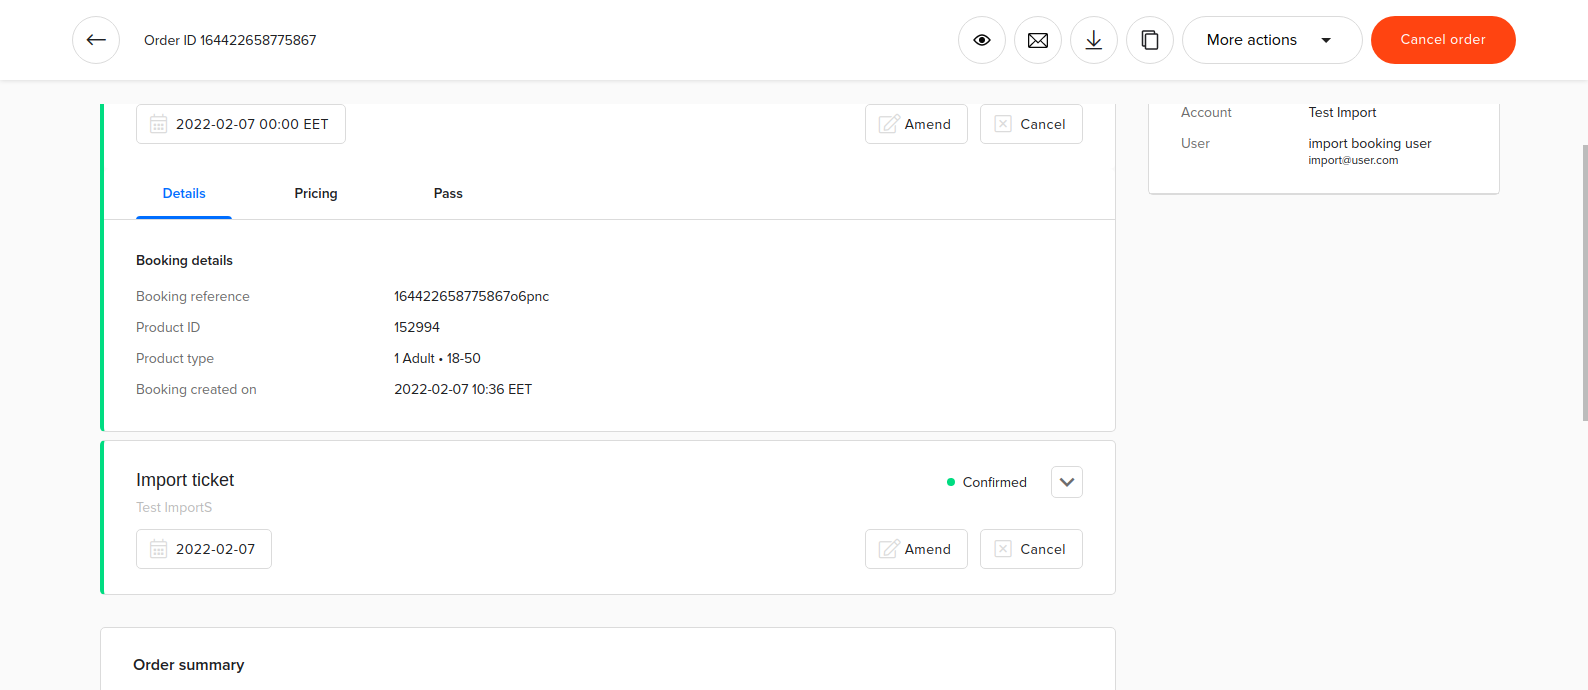 Order ID 164422658775867
More actions
Cancel order
2022-02-07 00:00 EET
Amend
Cancel
Account
Test Import
User
import booking user
import@user.com
Details
Pricing
Pass
Booking details
Booking reference
164422658775867o6pnc
Product ID
152994
Product type
1 Adult • 18-50
Booking created on
2022-02-07 10:36 EET
Import ticket
Confirmed
Test ImportS
2022-02-07
Amend
Cancel
Order summary